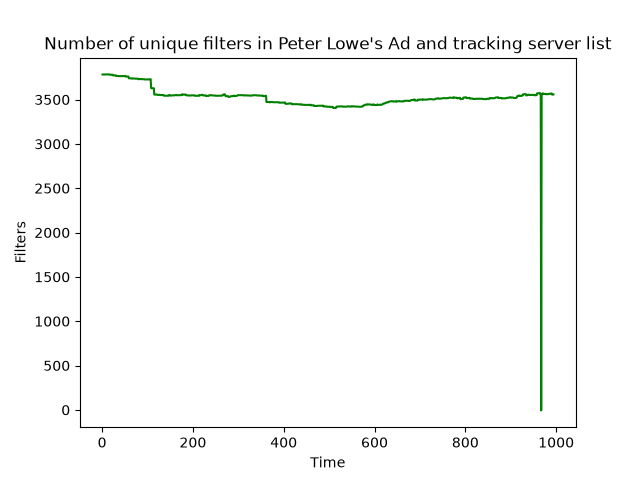 Number of unique filters in Peter Lowe's Ad and tracking server list
3500
3000
2500
2000
1500
1000
500
0
Filters
0 200 400 600 800 1000
Time